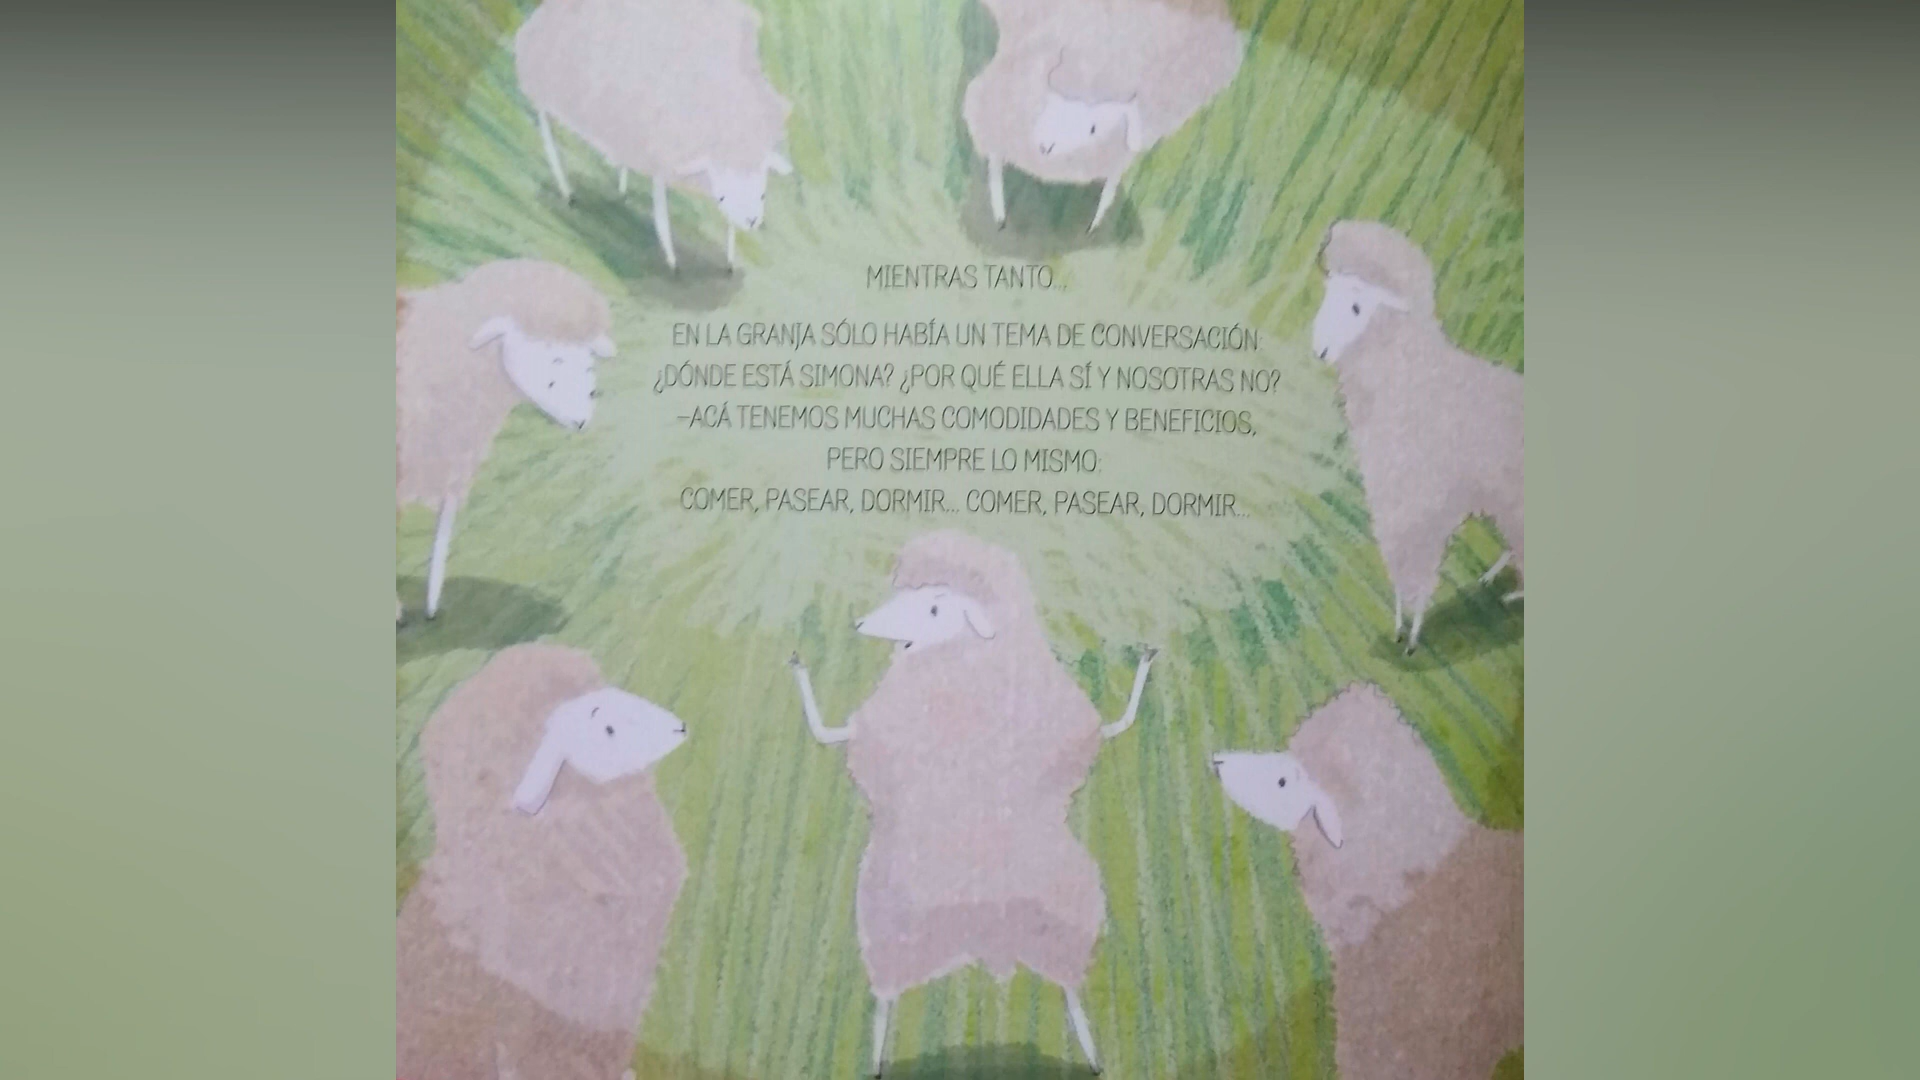 MIENTRAS TANTO...
EN LA GRANJA SÓLO HABÍA UN TEMA DE CONVERSACIÓN:
¿DÓNDE ESTÁ SIMONA? ¿POR QUÉ ELLA SÍ Y NOSOTRAS NO?
–ACÁ TENEMOS MUCHAS COMODIDADES Y BENEFICIOS,
PERO SIEMPRE LO MISMO:
COMER, PASEAR, DORMIR... COMER, PASEAR, DORMIR...